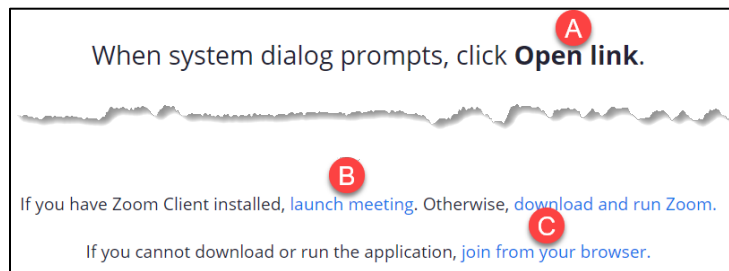 A
When system dialog prompts, click Open link.
B
If you have Zoom Client installed, launch meeting. Otherwise, download and run Zoom.
C
If you cannot download or run the application, join from your browser.